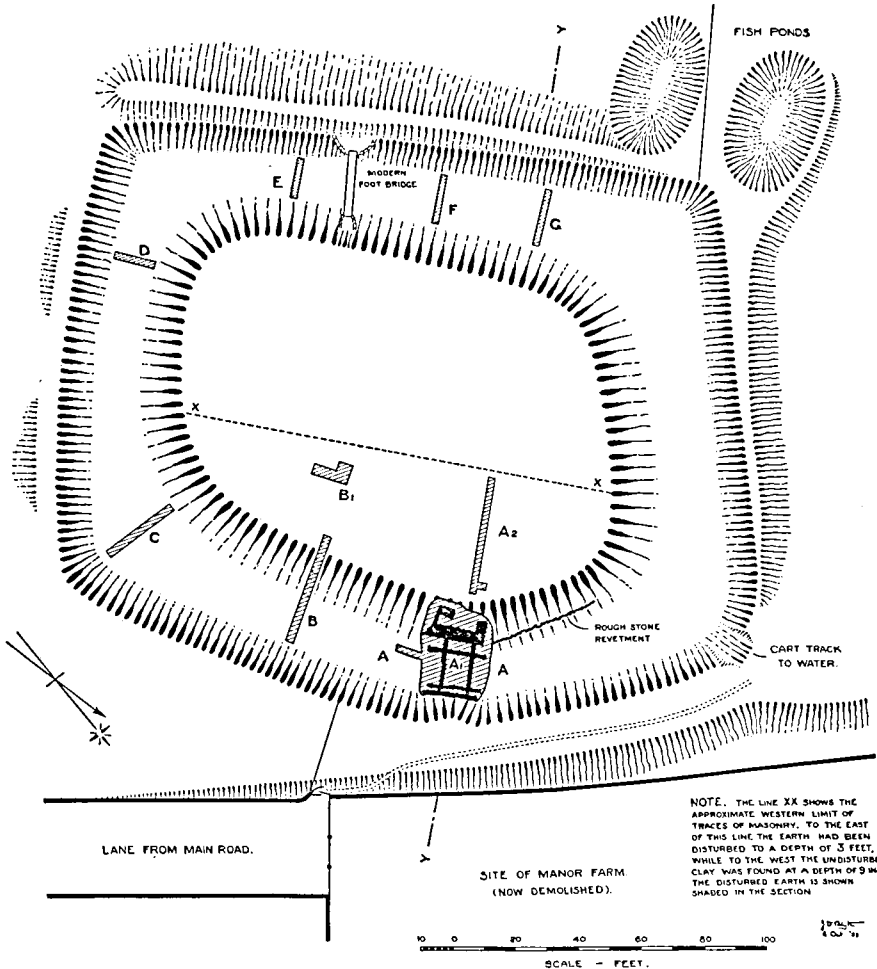 FISH PONDS
Y
MODERN
FOOT BRIDGE
E
F
G
D
X
X
B1
A2
C
B
A
A1
A
ROUGH STONE
REVETMENT
CART TRACK
TO WATER.
LANE FROM MAIN ROAD.
Y
SITE OF MANOR FARM.
(NOW DEMOLISHED).
NOTE. THE LINE XX SHOWS THE
APPROXIMATE WESTERN LIMIT OF
TRACES OF MASONRY. TO THE EAST
OF THIS LINE THE EARTH HAD BEEN
DISTURBED TO A DEPTH OF 3 FEET,
WHILE TO THE WEST THE UNDISTURBE
CLAY WAS FOUND AT A DEPTH OF 9 IN
THE DISTURBED EARTH IS SHOWN
SHADED IN THE SECTION
10 0 20 40 60 80 100
SCALE - FEET.